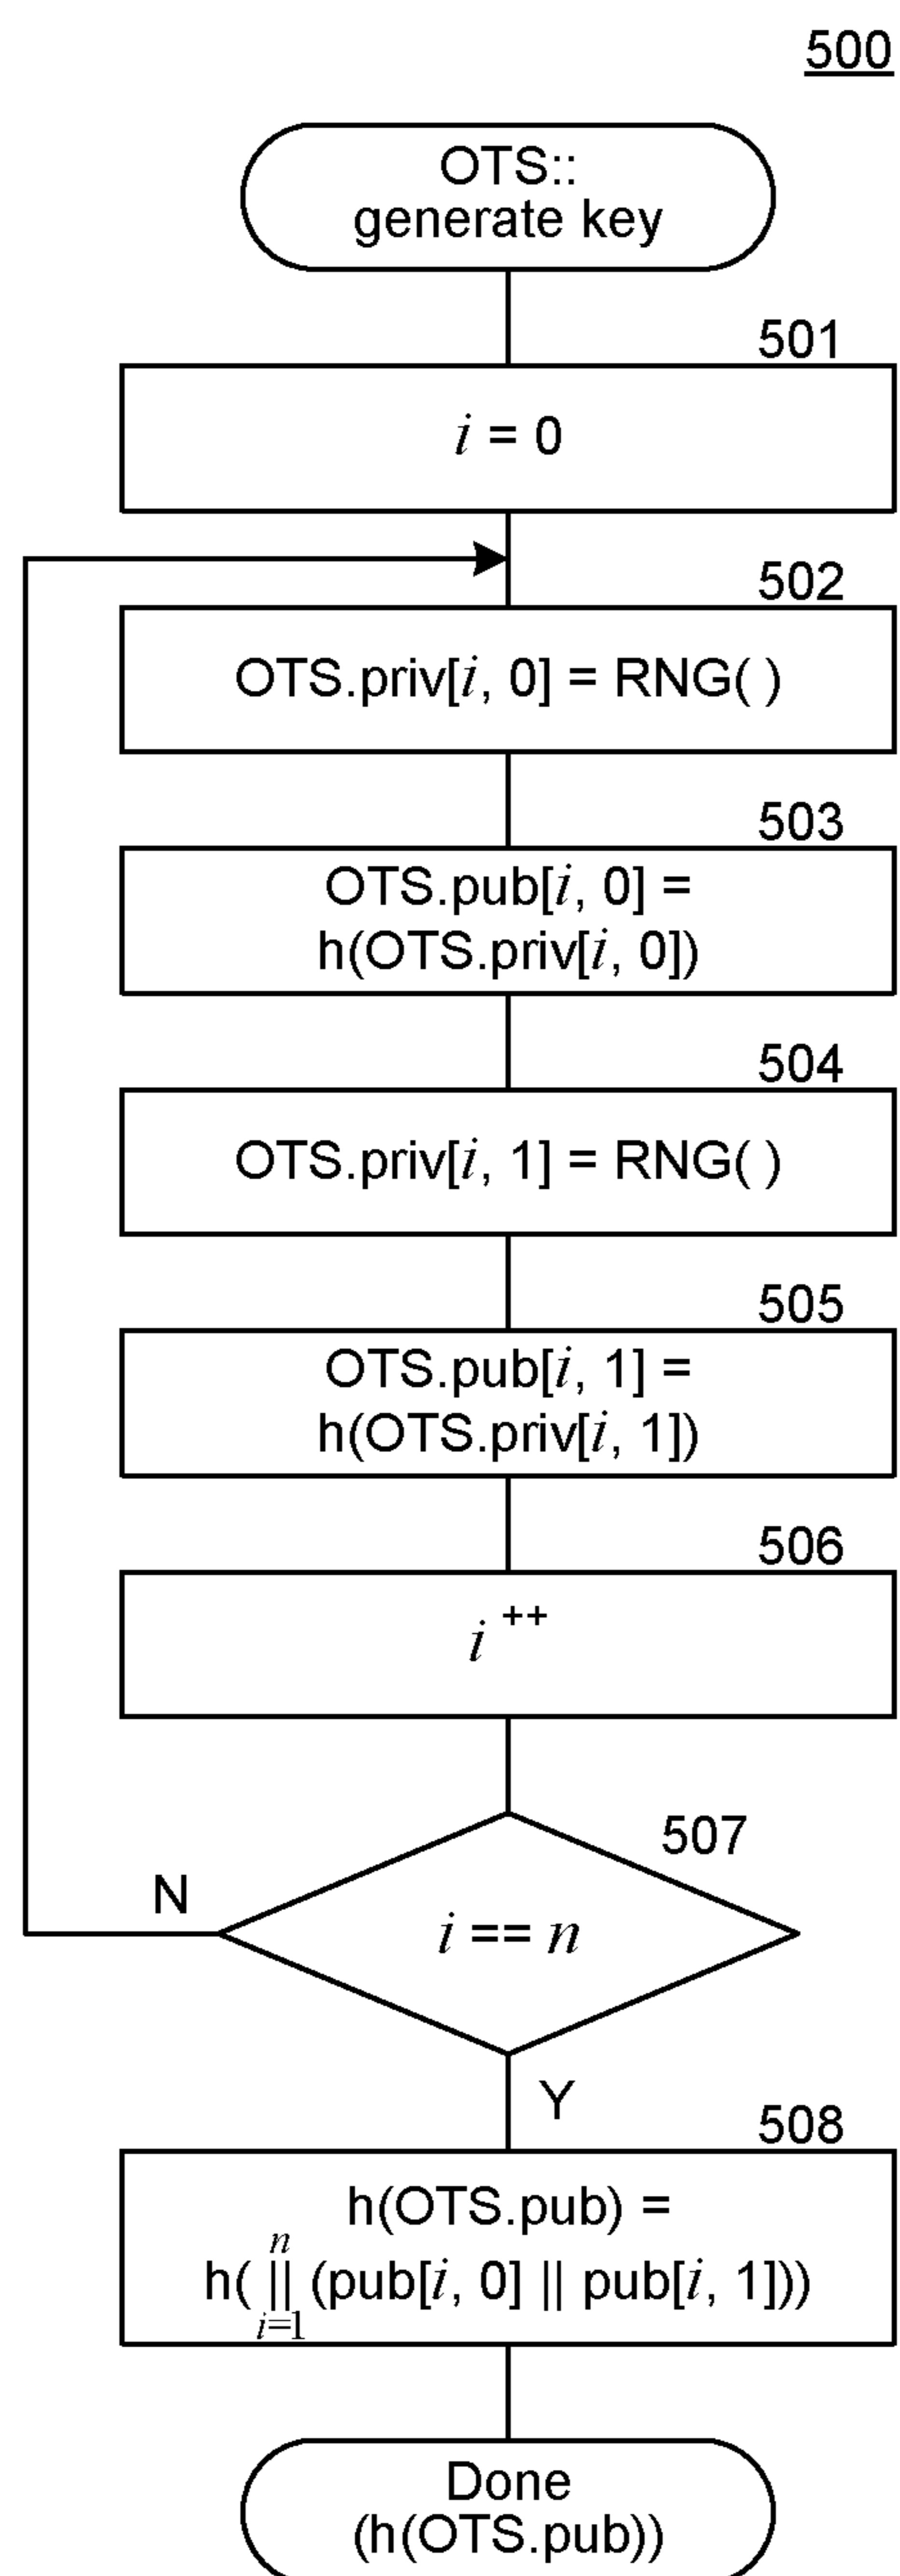 500
OTS::
generate key
501
i = 0
502
OTS.priv[i, 0] = RNG( )
503
OTS.pub[i, 0] =
h(OTS.priv[i, 0])
504
OTS.priv[i, 1] = RNG( )
505
OTS.pub[i, 1] =
h(OTS.priv[i, 1])
506
i ++
507
N
i == n
Y
508
h(OTS.pub) =
n
h( || (pub[i, 0] || pub[i, 1]))
i=1
Done
(h(OTS.pub))